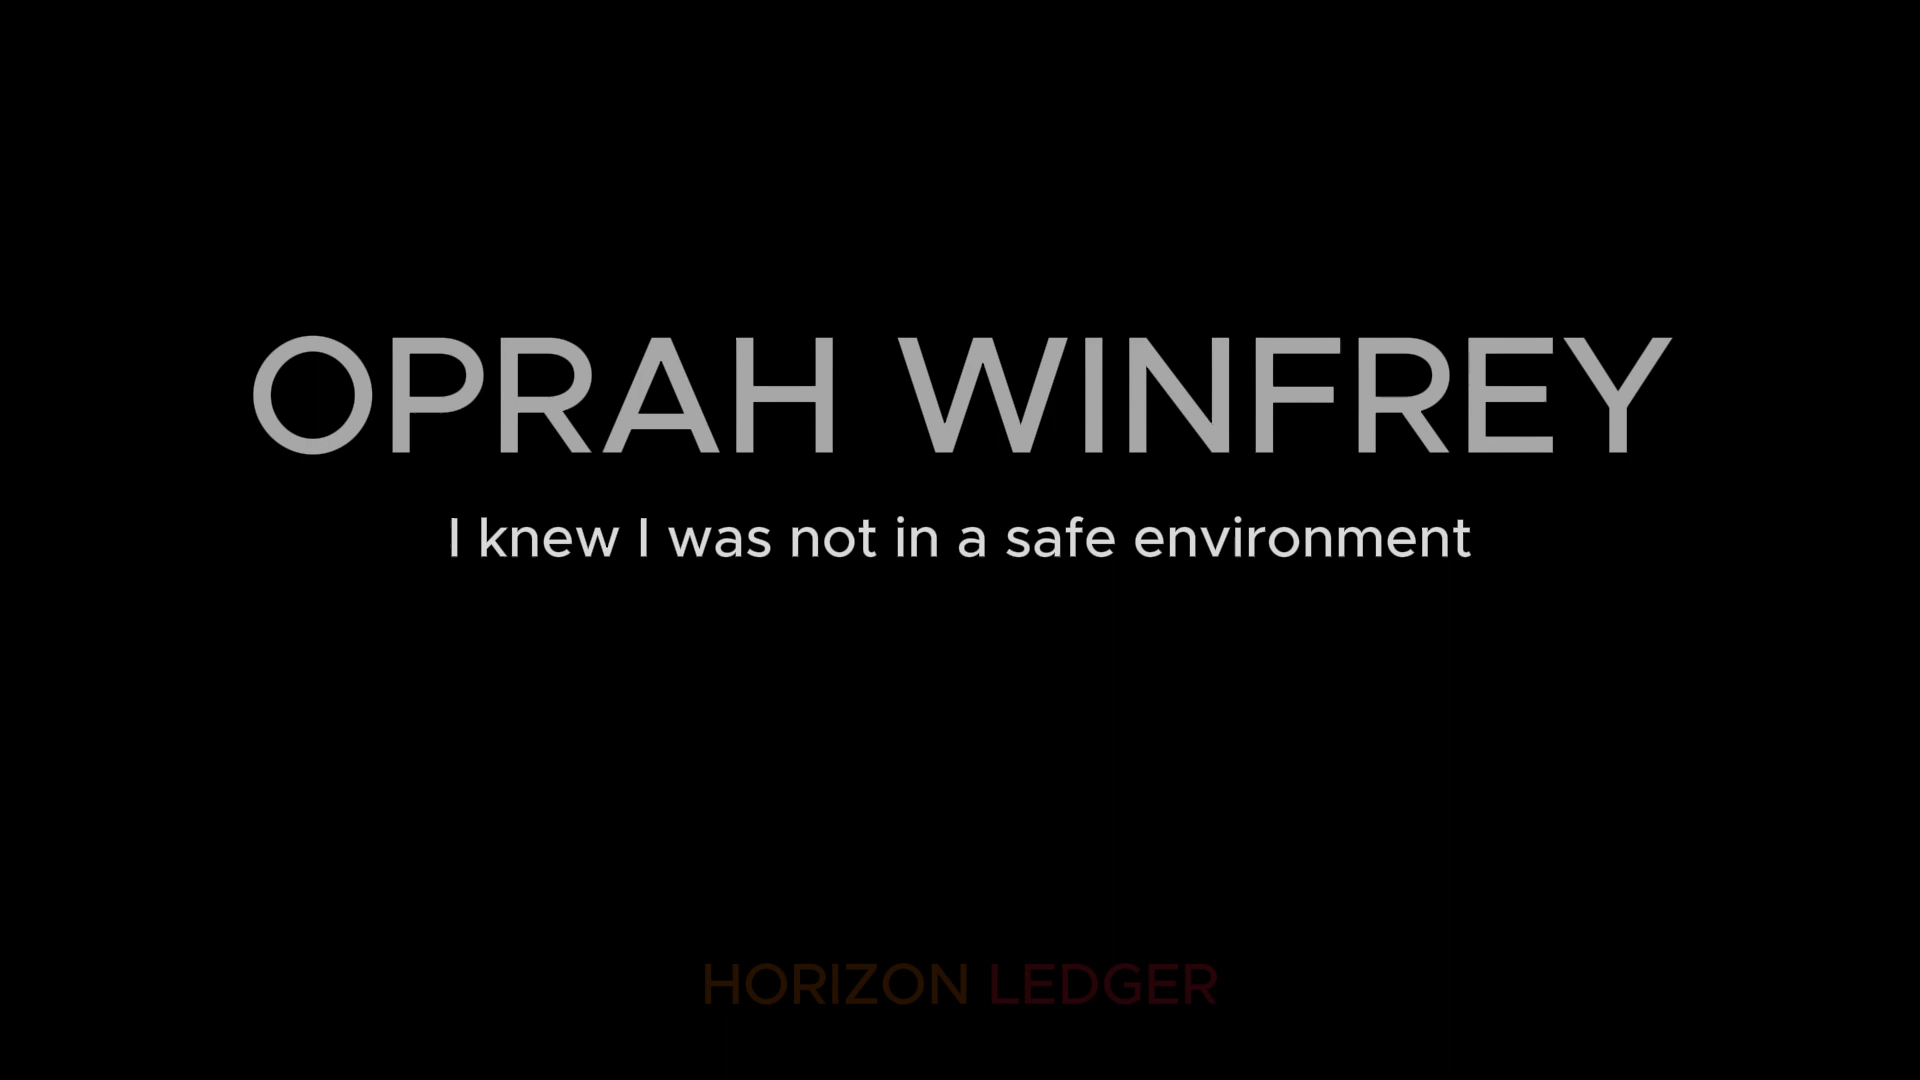 OPRAH WINFREY
I knew I was not in a safe environment
HORIZON LEDGER